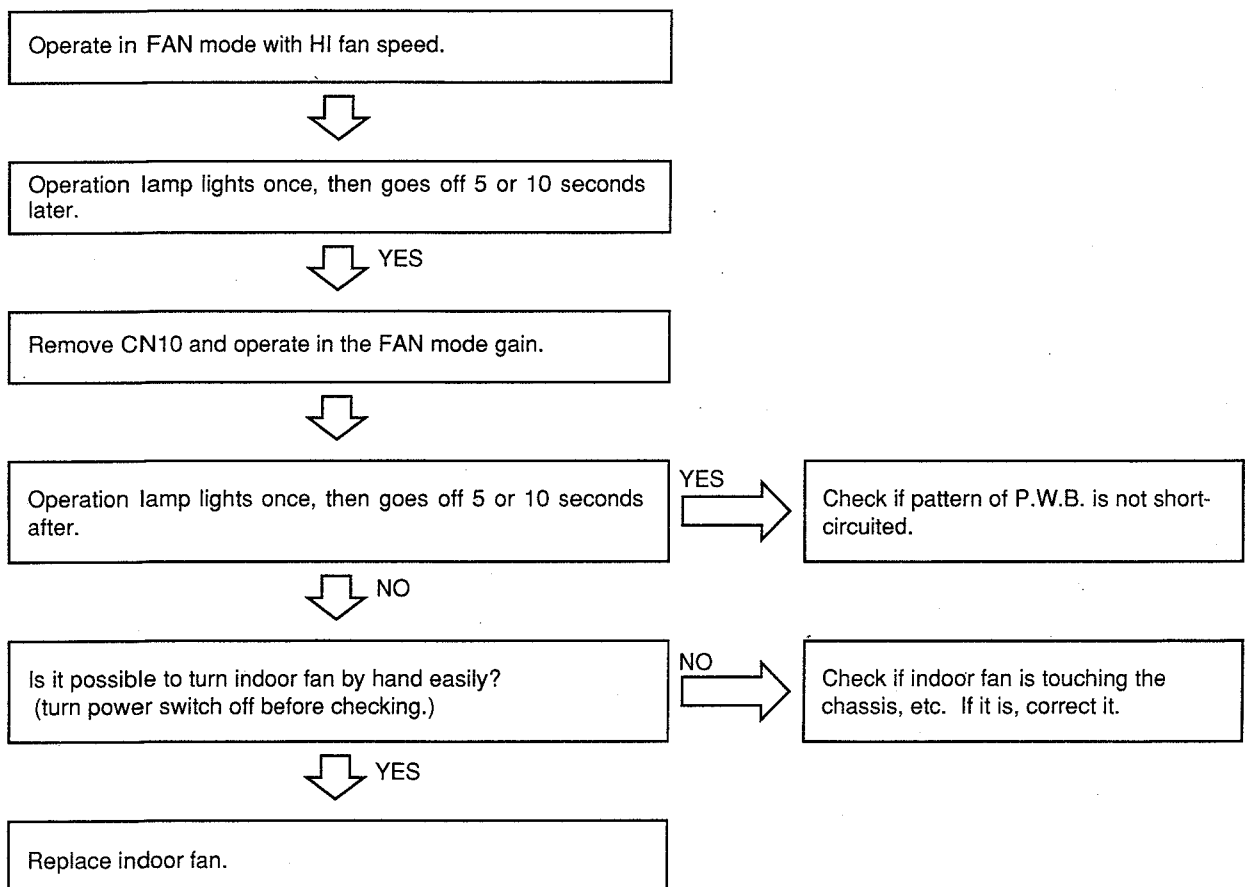 Operate in FAN mode with HI fan speed.
Operation lamp lights once, then goes off 5 or 10 seconds
later.
YES
Remove CN10 and operate in the FAN mode gain.
Operation lamp lights once, then goes off 5 or 10 seconds
after.
YES
Check if pattern of P.W.B. is not short-
circuited.
NO
Is it possible to turn indoor fan by hand easily?
(turn power switch off before checking.)
NO
Check if indoor fan is touching the
chassis, etc. If it is, correct it.
YES
Replace indoor fan.